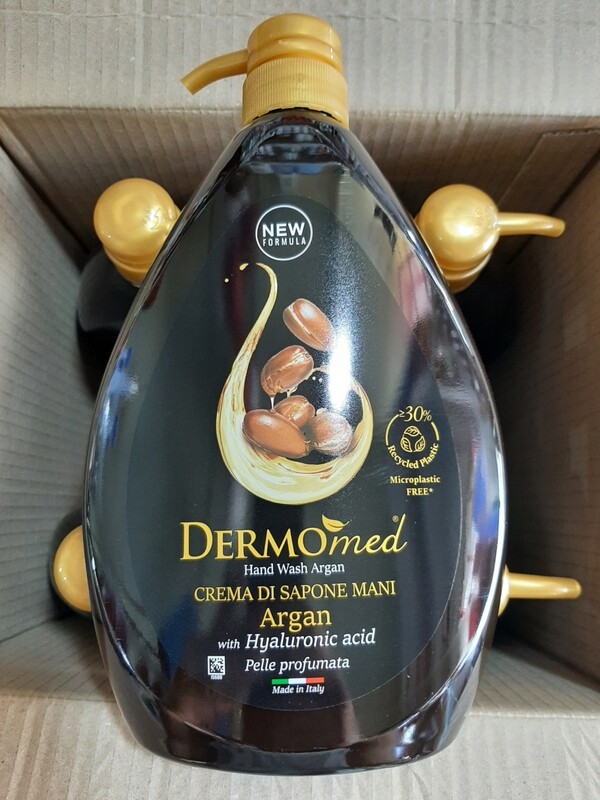 NEW
FORMULA
≥30%
Recycled Plastic
Microplastic
FREE*
DERMOmed®
Hand Wash Argan
CREMA DI SAPONE MANI
Argan
with Hyaluronic acid
Pelle profumata
Made in Italy